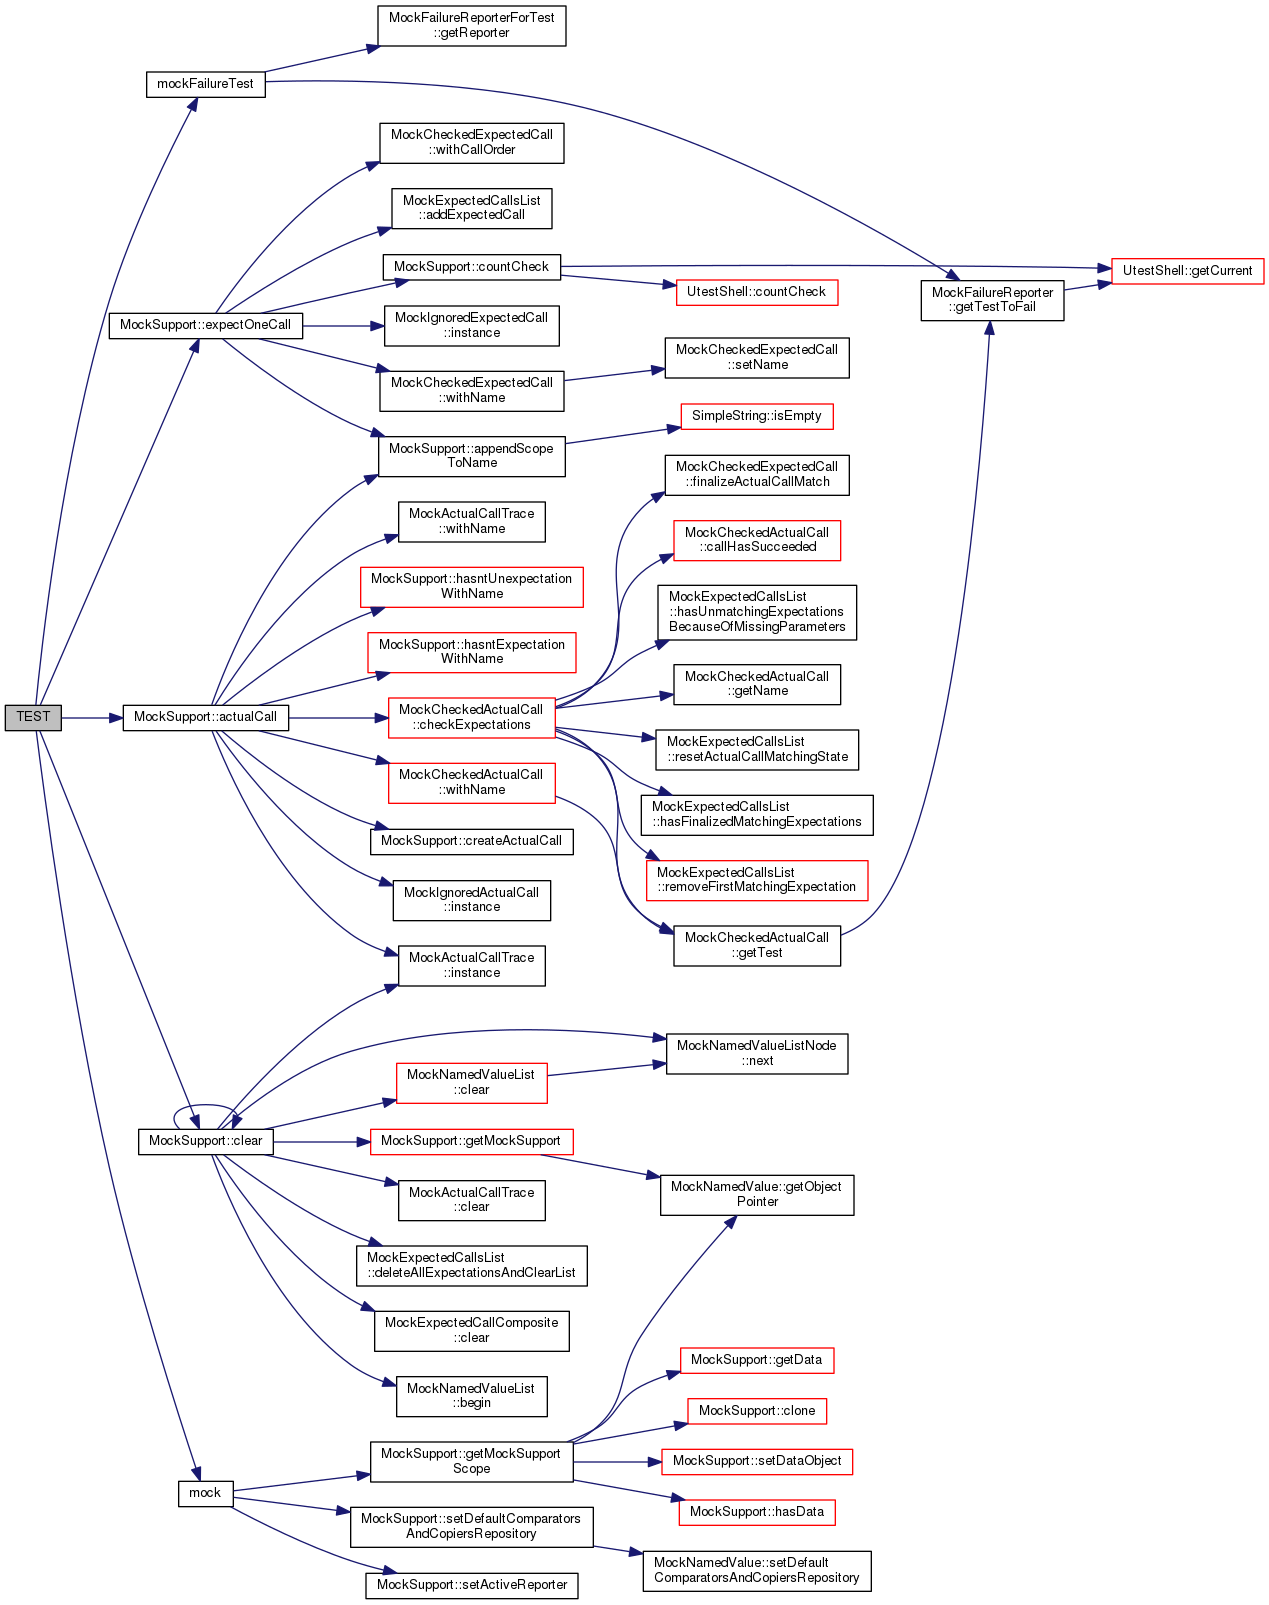 MockFailureReporterForTest
::getReporter
mockFailureTest
MockCheckedExpectedCall
::withCallOrder
MockExpectedCallsList
::addExpectedCall
MockSupport::countCheck
UtestShell::getCurrent
UtestShell::countCheck
MockFailureReporter
::getTestToFail
MockSupport::expectOneCall
MockIgnoredExpectedCall
::instance
MockCheckedExpectedCall
::setName
MockCheckedExpectedCall
::withName
SimpleString::isEmpty
MockSupport::appendScope
ToName
MockCheckedExpectedCall
::finalizeActualCallMatch
MockActualCallTrace
::withName
MockCheckedActualCall
::callHasSucceeded
MockSupport::hasntUnexpectation
WithName
MockExpectedCallsList
::hasUnmatchingExpectations
BecauseOfMissingParameters
MockSupport::hasntExpectation
WithName
MockCheckedActualCall
::getName
TEST
MockSupport::actualCall
MockCheckedActualCall
::checkExpectations
MockExpectedCallsList
::resetActualCallMatchingState
MockCheckedActualCall
::withName
MockExpectedCallsList
::hasFinalizedMatchingExpectations
MockSupport::createActualCall
MockExpectedCallsList
::removeFirstMatchingExpectation
MockIgnoredActualCall
::instance
MockCheckedActualCall
::getTest
MockActualCallTrace
::instance
MockNamedValueListNode
::next
MockNamedValueList
::clear
MockSupport::clear
MockSupport::getMockSupport
MockActualCallTrace
::clear
MockNamedValue::getObject
Pointer
MockExpectedCallsList
::deleteAllExpectationsAndClearList
MockExpectedCallComposite
::clear
MockSupport::getData
MockNamedValueList
::begin
MockSupport::clone
MockSupport::getMockSupport
Scope
MockSupport::setDataObject
mock
MockSupport::hasData
MockSupport::setDefaultComparators
AndCopiersRepository
MockNamedValue::setDefault
ComparatorsAndCopiersRepository
MockSupport::setActiveReporter